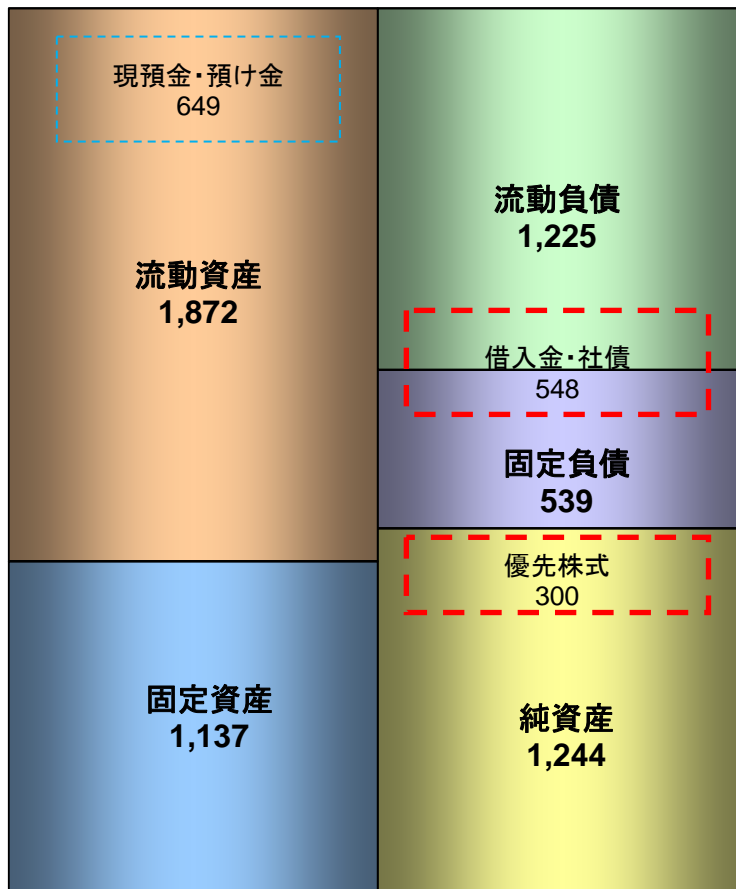 現預金・預け金
649
流動資産
1,872
固定資産
1,137
流動負債
1,225
借入金・社債
548
固定負債
539
優先株式
300
純資産
1,244